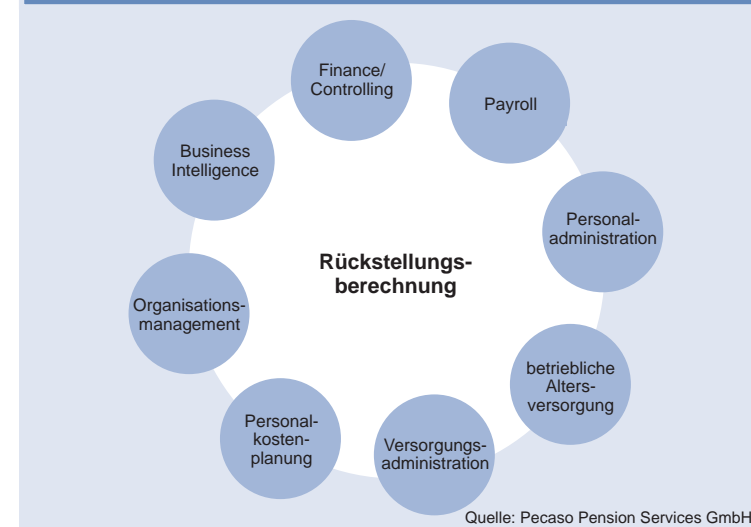 Finance/
Controlling
Payroll
Business
Intelligence
Personal-
administration
Rückstellungs-
berechnung
Organisations-
management
betriebliche
Alters-
versorgung
Personal-
kosten-
planung
Versorgungs-
administration
Quelle: Pecaso Pension Services GmbH